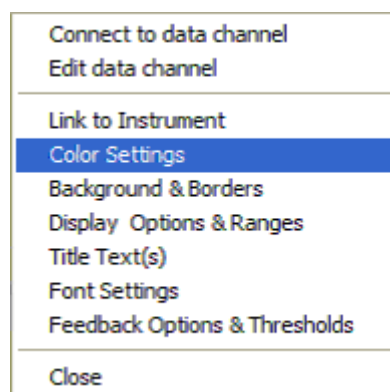 Connect to data channel
Edit data channel
Link to Instrument
Color Settings
Background & Borders
Display  Options & Ranges
Title Text(s)
Font Settings
Feedback Options & Thresholds
Close